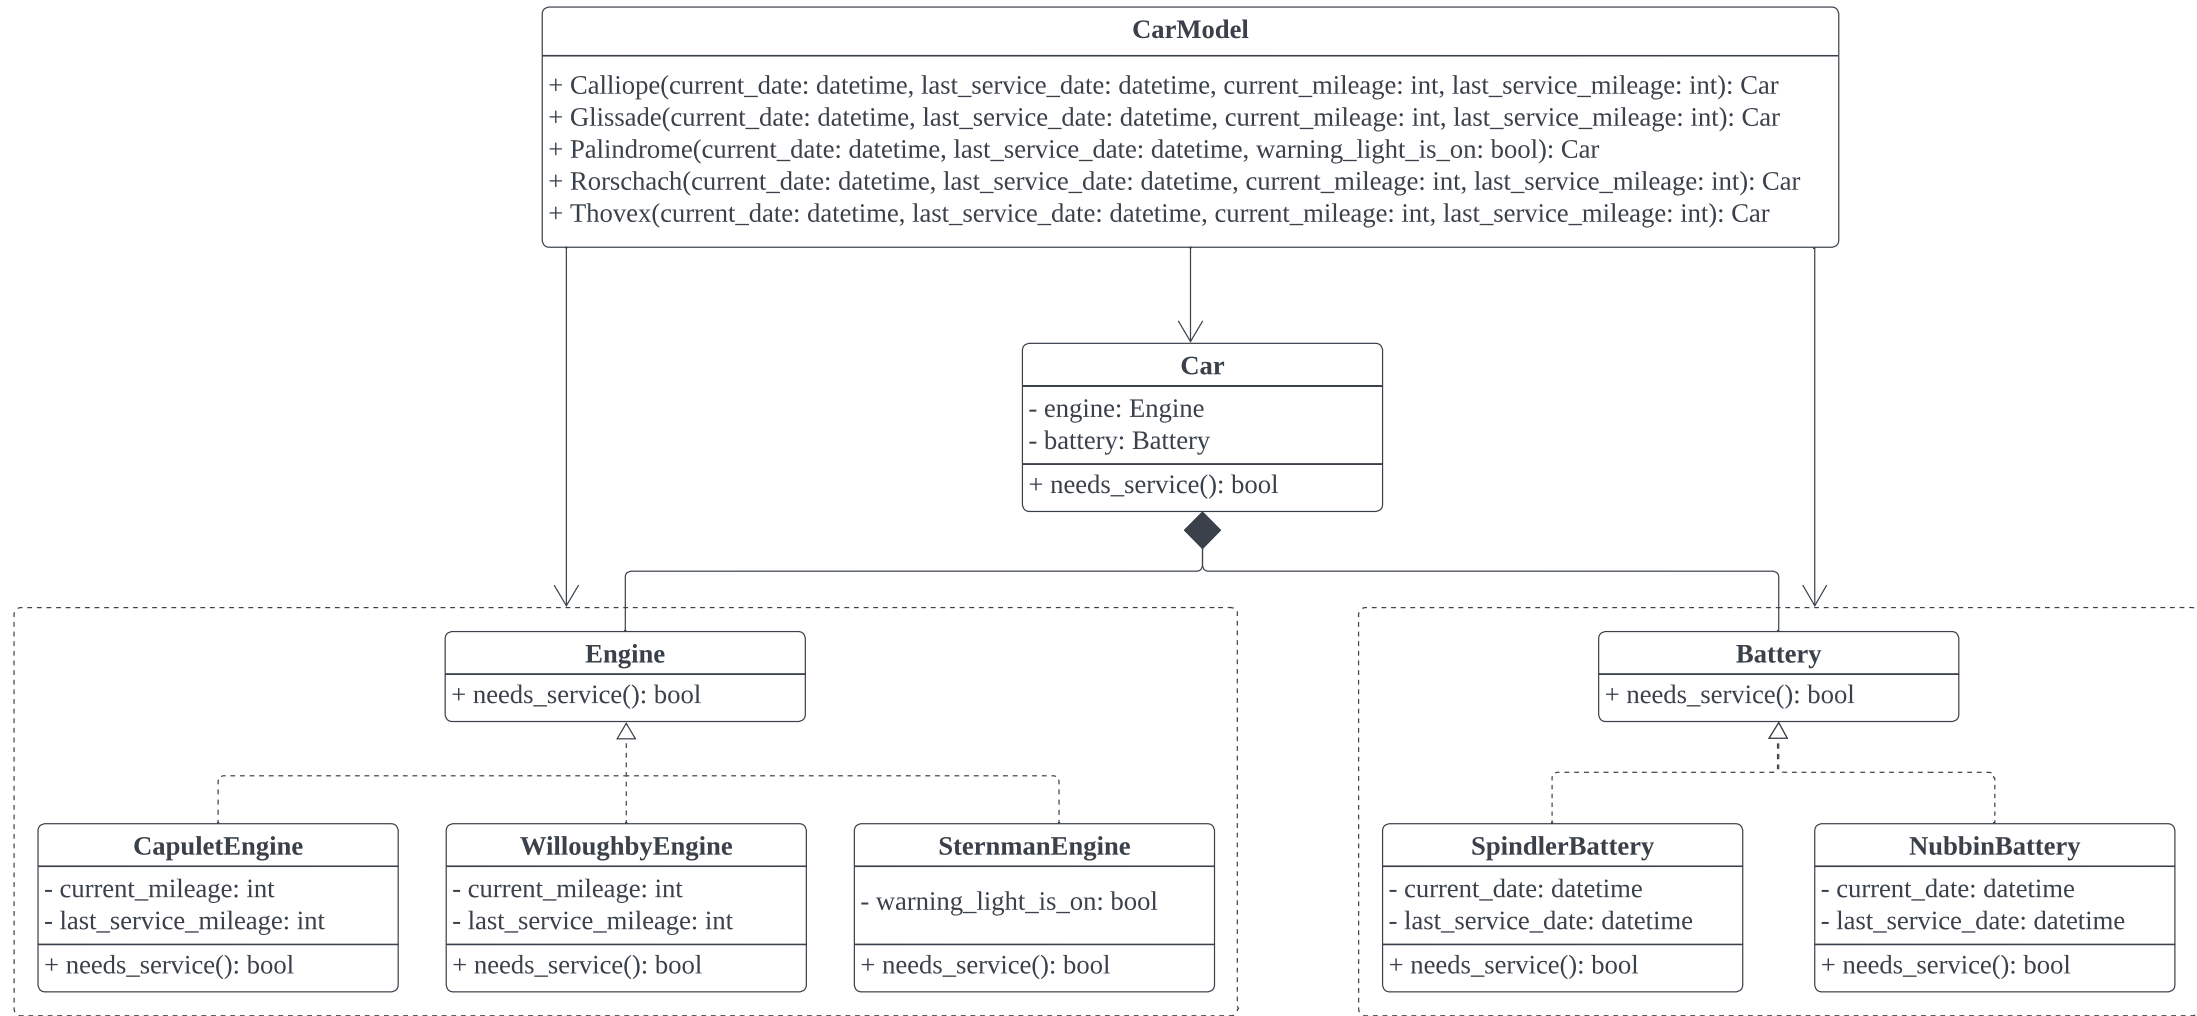 CarModel
+ Calliope(current_date: datetime, last_service_date: datetime, current_mileage: int, last_service_mileage: int): Car
+ Glissade(current_date: datetime, last_service_date: datetime, current_mileage: int, last_service_mileage: int): Car
+ Palindrome(current_date: datetime, last_service_date: datetime, warning_light_is_on: bool): Car
+ Rorschach(current_date: datetime, last_service_date: datetime, current_mileage: int, last_service_mileage: int): Car
+ Thovex(current_date: datetime, last_service_date: datetime, current_mileage: int, last_service_mileage: int): Car
Car
- engine: Engine
- battery: Battery
+ needs_service(): bool
Engine
+ needs_service(): bool
Battery
+ needs_service(): bool
CapuletEngine
- current_mileage: int
- last_service_mileage: int
+ needs_service(): bool
WilloughbyEngine
- current_mileage: int
- last_service_mileage: int
+ needs_service(): bool
SternmanEngine
- warning_light_is_on: bool
+ needs_service(): bool
SpindlerBattery
- current_date: datetime
- last_service_date: datetime
+ needs_service(): bool
NubbinBattery
- current_date: datetime
- last_service_date: datetime
+ needs_service(): bool